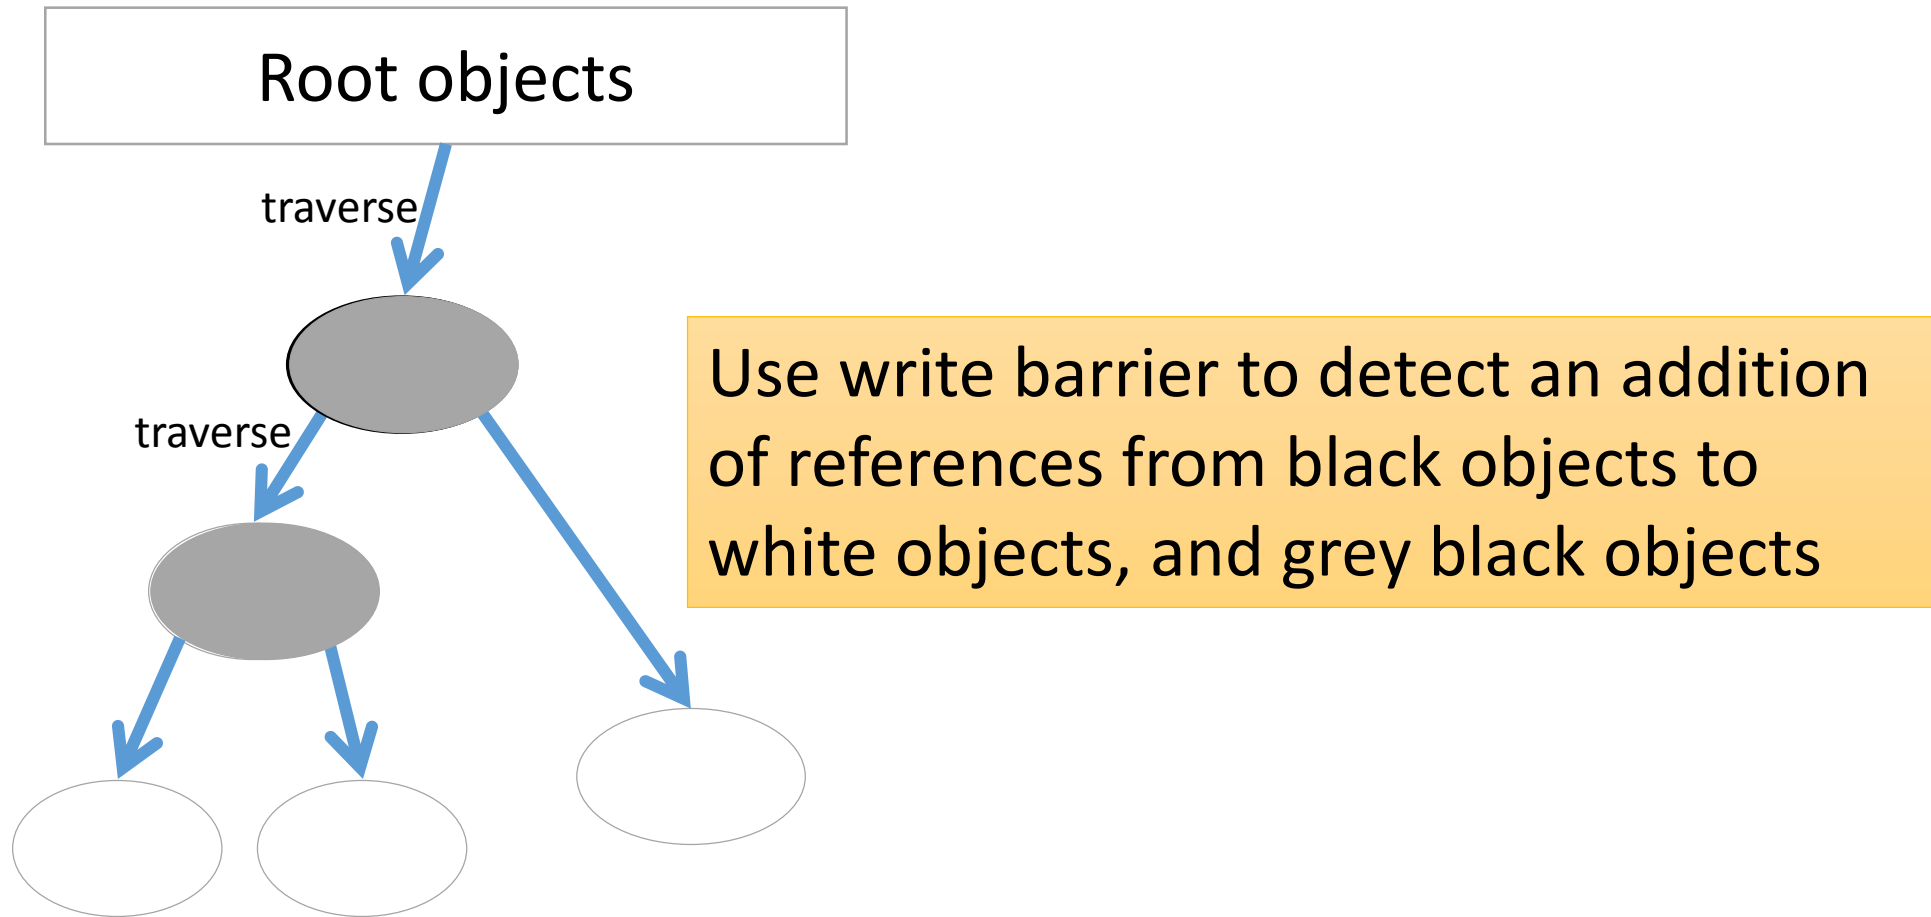 Root objects
traverse
traverse
Use write barrier to detect an addition
of references from black objects to
white objects, and grey black objects